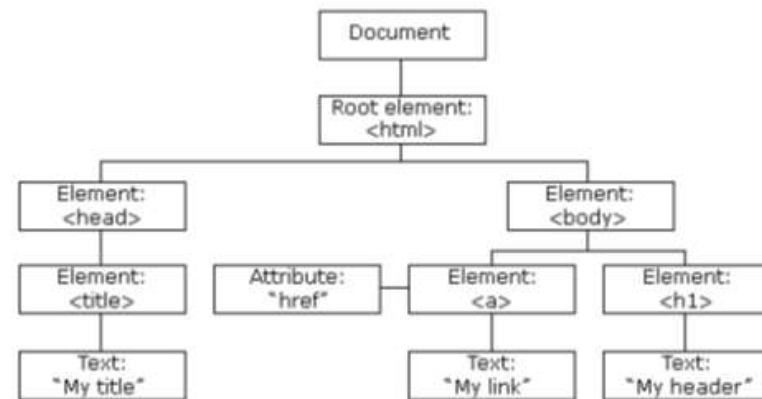 Document
Root element:
<html>
Element:
<head>
Element:
<body>
Element:
<title>
Attribute:
“href”
Element:
<a>
Element:
<h1>
Text:
“My title”
Text:
“My link”
Text:
“My header”